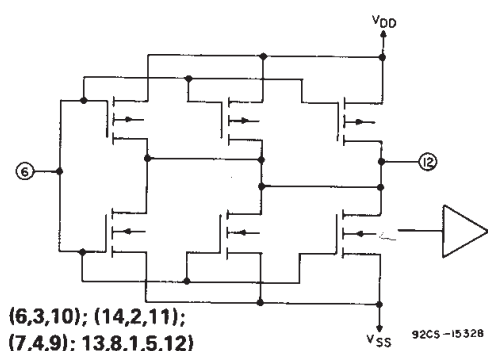 VDD
6
12
(6,3,10); (14,2,11);
(7,4,9); 13,8,1,5,12)
VSS
92CS-15328